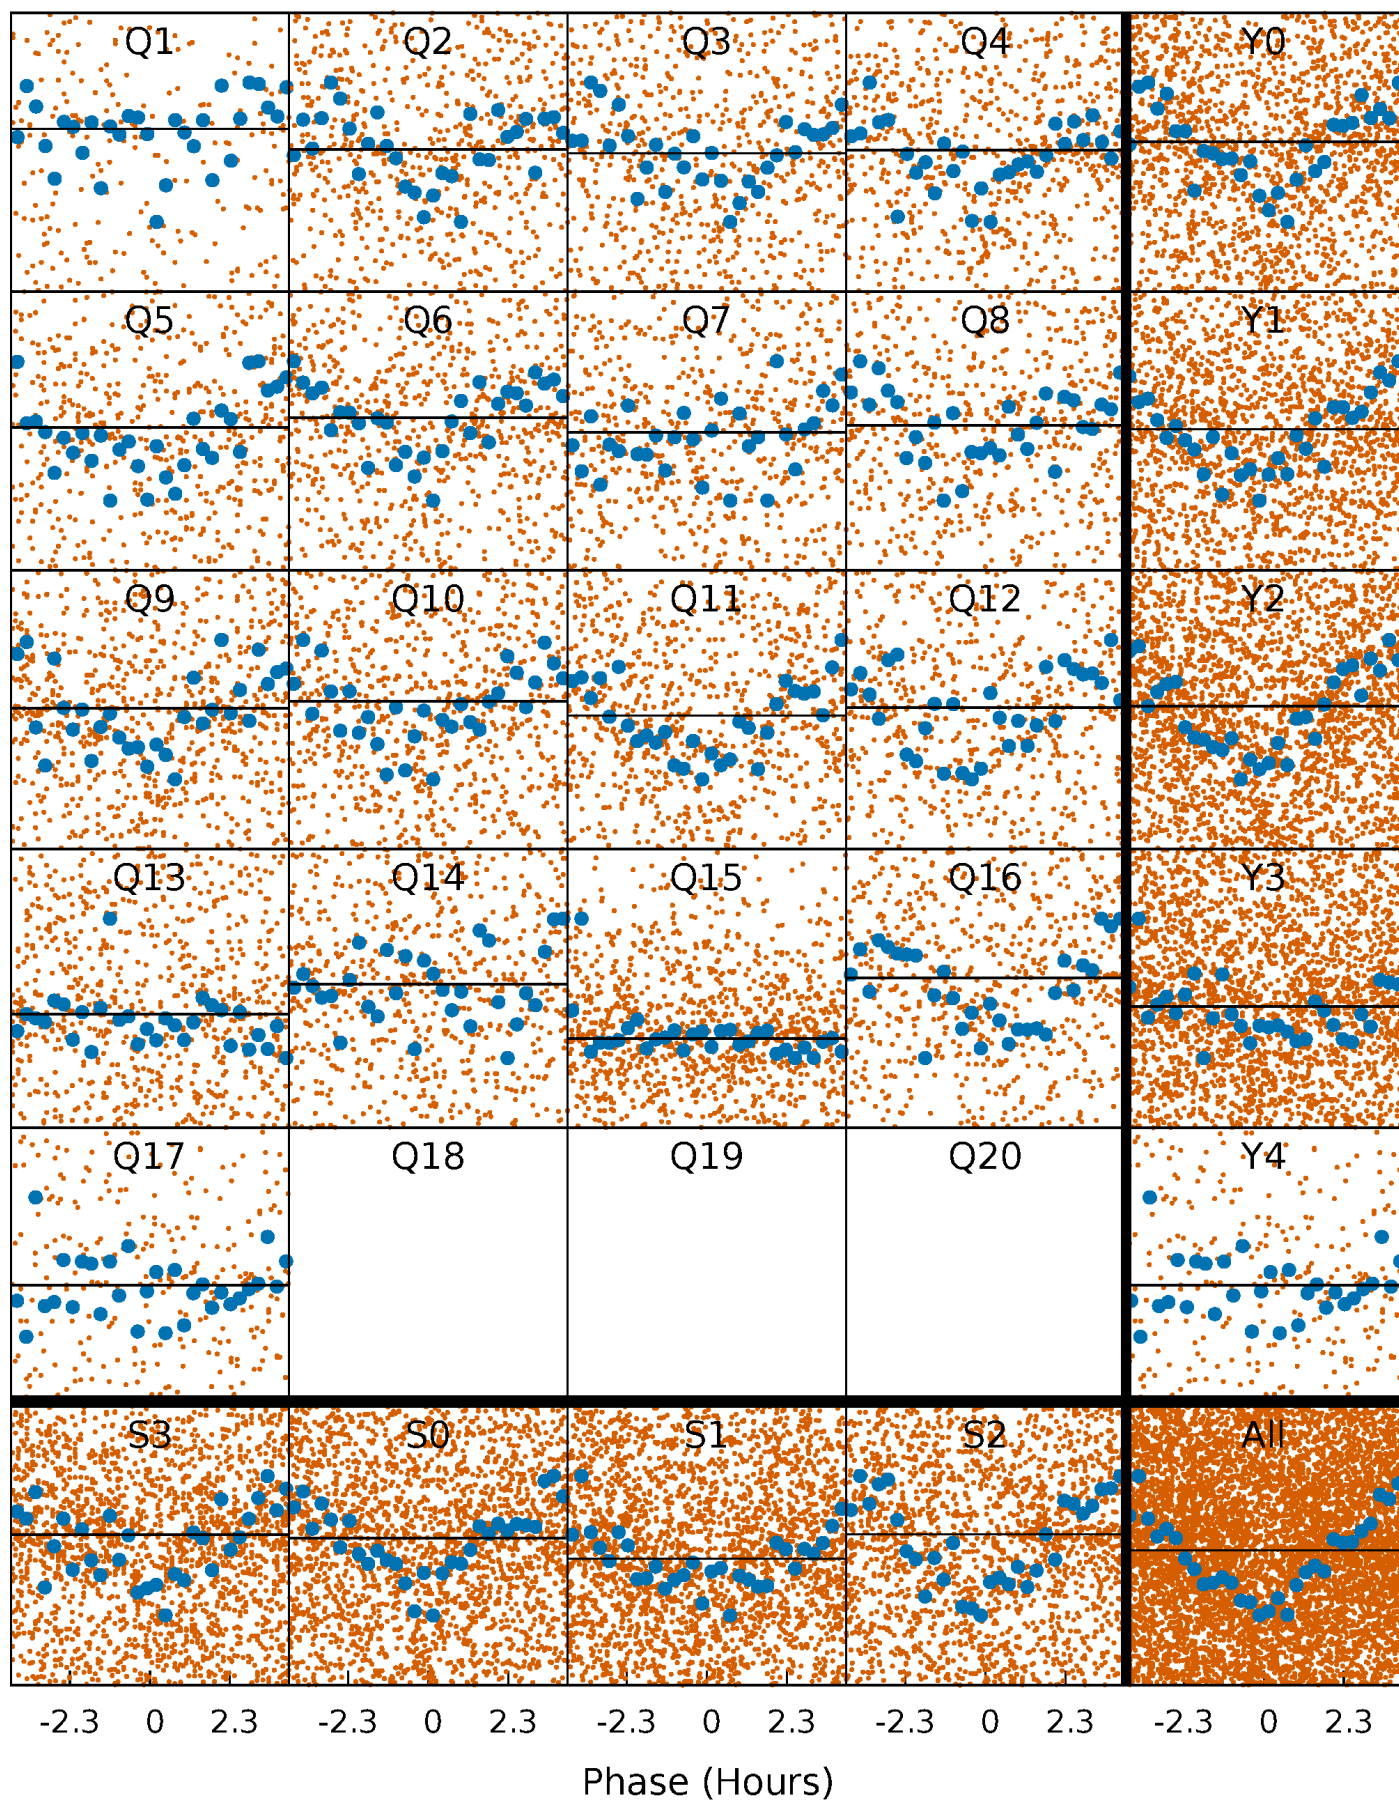 Q1 Q2 Q3 Q4 Y0
Q5 Q6 Q7 Q8 Y1
Q9 Q10 Q11 Q12 Y2
Q13 Q14 Q15 Q16 Y3
Q17 Q18 Q19 Q20 Y4
S3 S0 S1 S2 All
-2.3 0 2.3 -2.3 0 2.3 -2.3 0 2.3 -2.3 0 2.3 -2.3 0 2.3
Phase (Hours)